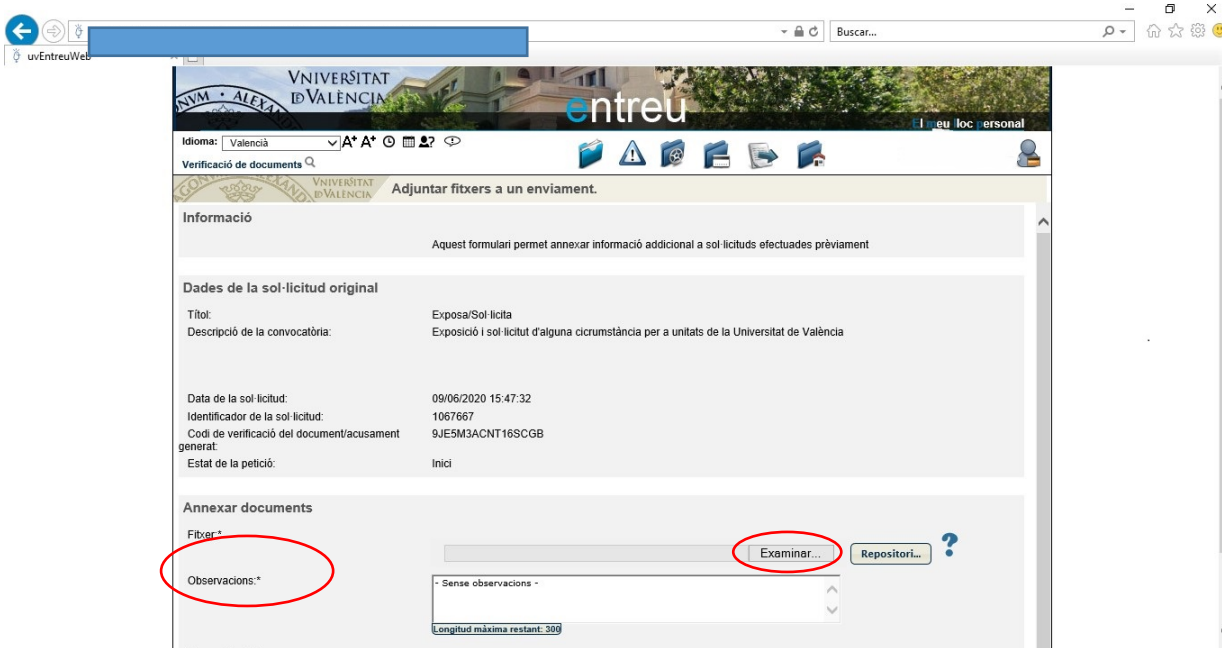 Buscar...
uvEntreuWeb
VNIVERSITAT
ID VALÈNCIA
entreu
El meu lloc personal
Idioma: Valencià A+ A+
Verificació de documents
VNIVERSITAT
ID VALÈNCIA
Adjuntar fitxers a un enviament.
Informació
Aquest formulari permet annexar informació addicional a sol·licituds efectuades prèviament
Dades de la sol·licitud original
Títol: Exposa/Sol·licita
Descripció de la convocatòria: Exposició i sol·licitut d'alguna cicrumstància per a unitats de la Universitat de València
Data de la sol·licitud: 09/06/2020 15:47:32
Identificador de la sol·licitud: 1067667
Codi de verificació del document/acusament 9JE5M3ACNT16SCGB
generat:
Estat de la petició: Inici
Annexar documents
Fitxer:*
Examinar... Repositori... ?
Observacions:* - Sense observacions -
Longitud màxima restant: 300